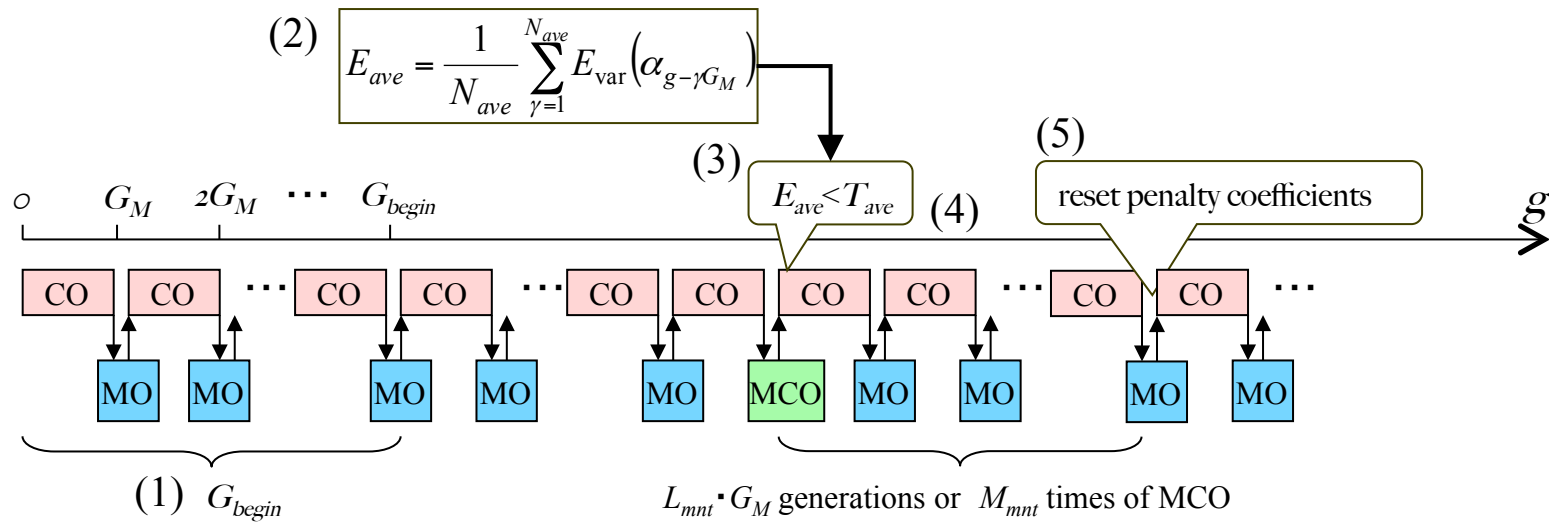 (2)
E_ave = 1/N_ave ∑_{γ=1}^{N_ave} E_var(α_{g−γG_M})
(3)
(5)
E_ave<T_ave
(4)
reset penalty coefficients
0 G_M 2G_M ··· G_begin g
CO CO ··· CO CO ··· CO CO CO CO ··· CO CO ···
MO MO MO MO MO MCO MO MO MO MO
(1) G_begin
L_mnt·G_M generations or M_mnt times of MCO